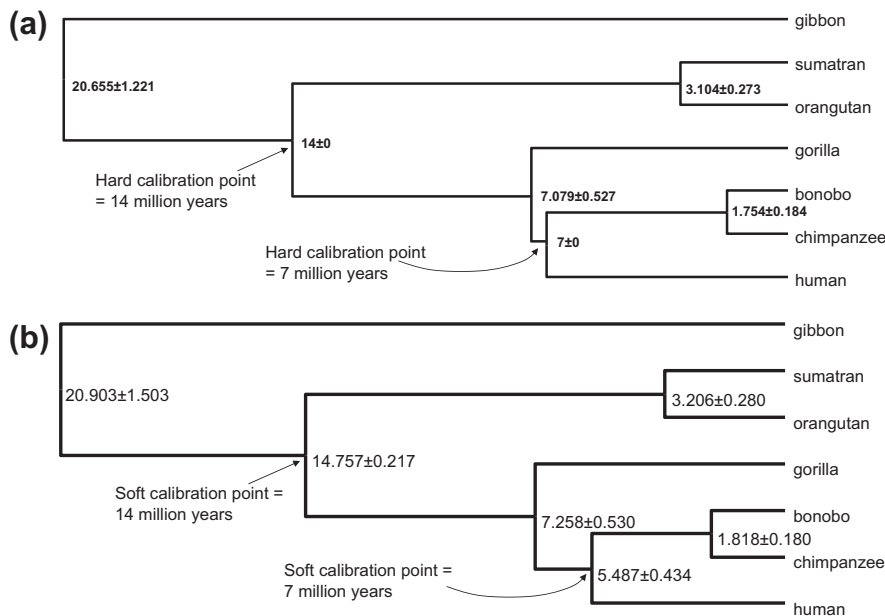 (a)
gibbon
20.655±1.221
sumatran
3.104±0.273
orangutan
14±0
gorilla
Hard calibration point
= 14 million years
7.079±0.527
bonobo
1.754±0.184
chimpanzee
Hard calibration point
= 7 million years
7±0
human
(b)
gibbon
20.903±1.503
sumatran
3.206±0.280
orangutan
14.757±0.217
gorilla
Soft calibration point =
14 million years
7.258±0.530
bonobo
1.818±0.180
chimpanzee
Soft calibration point =
7 million years
5.487±0.434
human